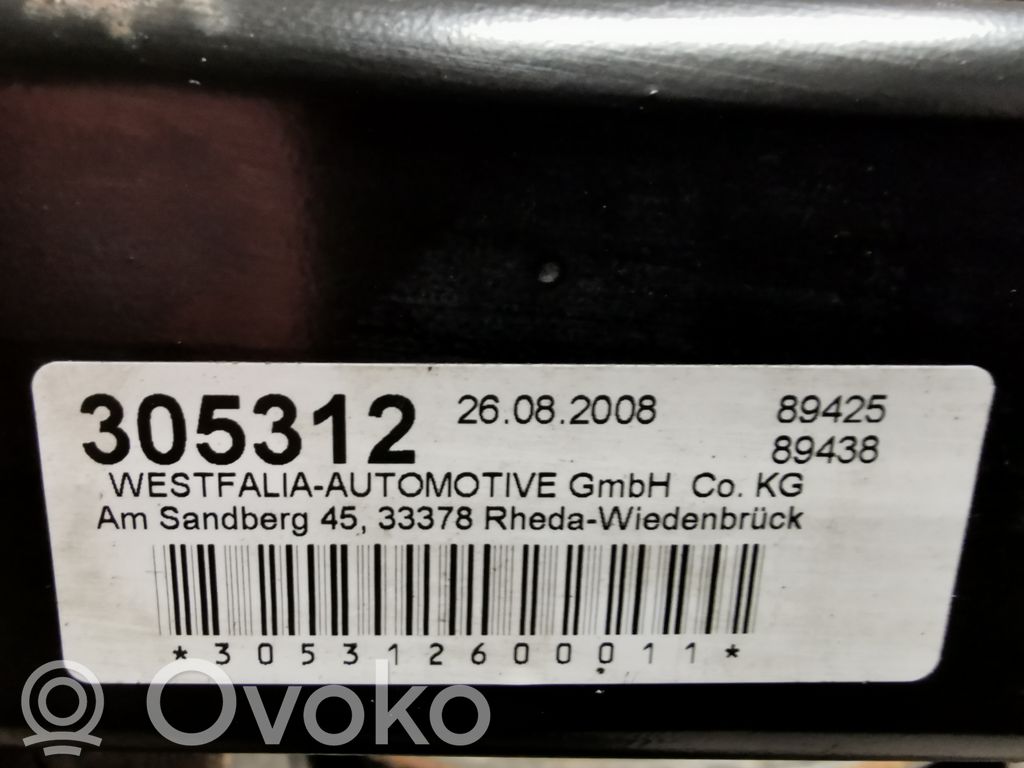 305312 26.08.2008 89425
89438
WESTFALIA-AUTOMOTIVE GmbH Co. KG
Am Sandberg 45, 33378 Rheda-Wiedenbrück
*305312600011*
Ovoko